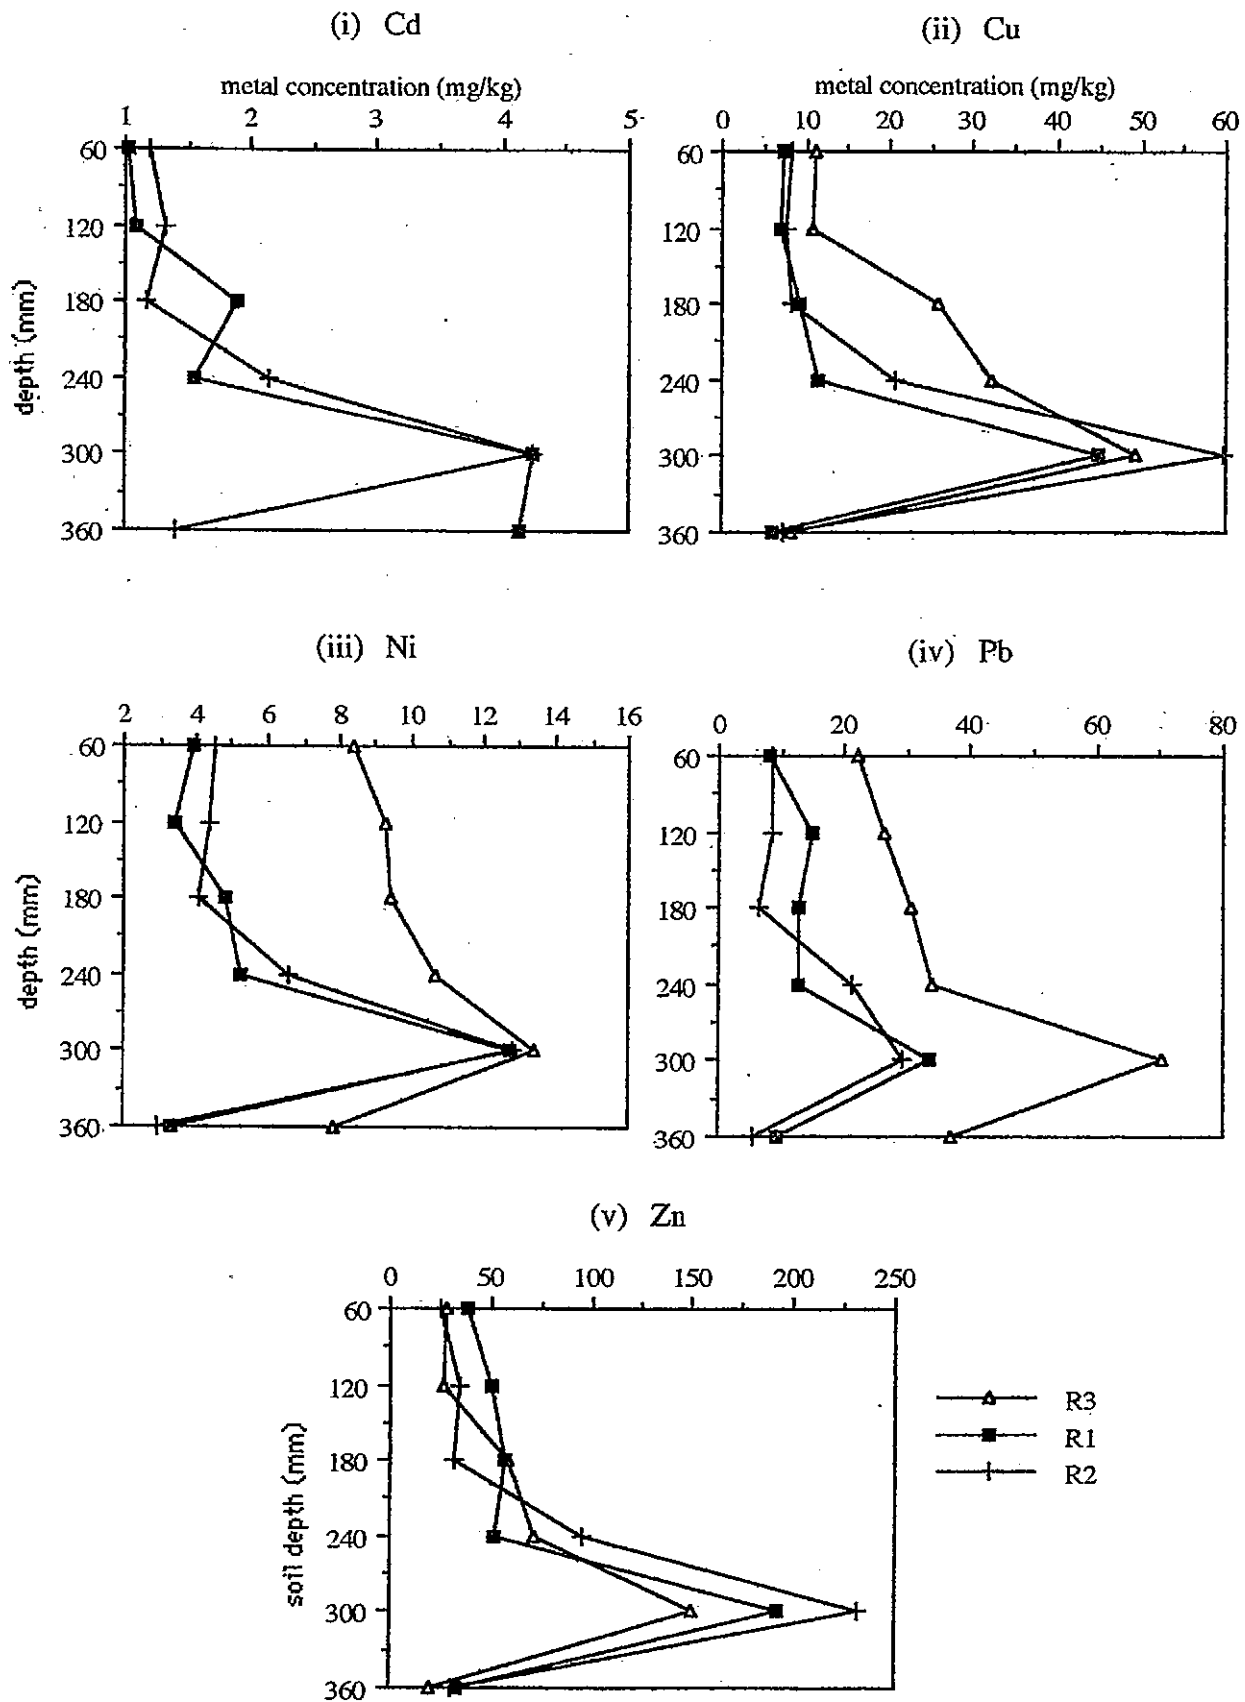 (i) Cd
(ii) Cu
metal concentration (mg/kg)
metal concentration (mg/kg)
1 2 3 4 5
0 10 20 30 40 50 60
60
120
180
240
300
360
depth (mm)
60
120
180
240
300
360
(iii) Ni
(iv) Pb
2 4 6 8 10 12 14 16
0 20 40 60 80
60
120
180
240
300
360
depth (mm)
60
120
180
240
300
360
(v) Zn
0 50 100 150 200 250
60
120
180
240
300
360
soil depth (mm)
R3
R1
R2